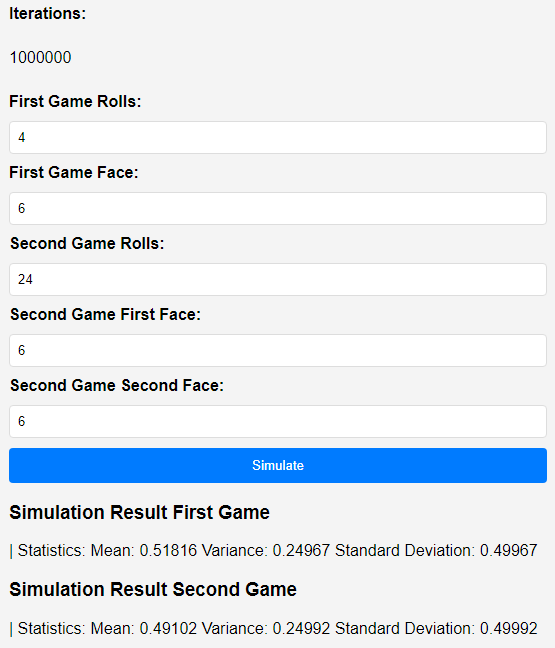 Iterations:
1000000
First Game Rolls:
4
First Game Face:
6
Second Game Rolls:
24
Second Game First Face:
6
Second Game Second Face:
6
Simulate
Simulation Result First Game
| Statistics: Mean: 0.51816 Variance: 0.24967 Standard Deviation: 0.49967
Simulation Result Second Game
| Statistics: Mean: 0.49102 Variance: 0.24992 Standard Deviation: 0.49992